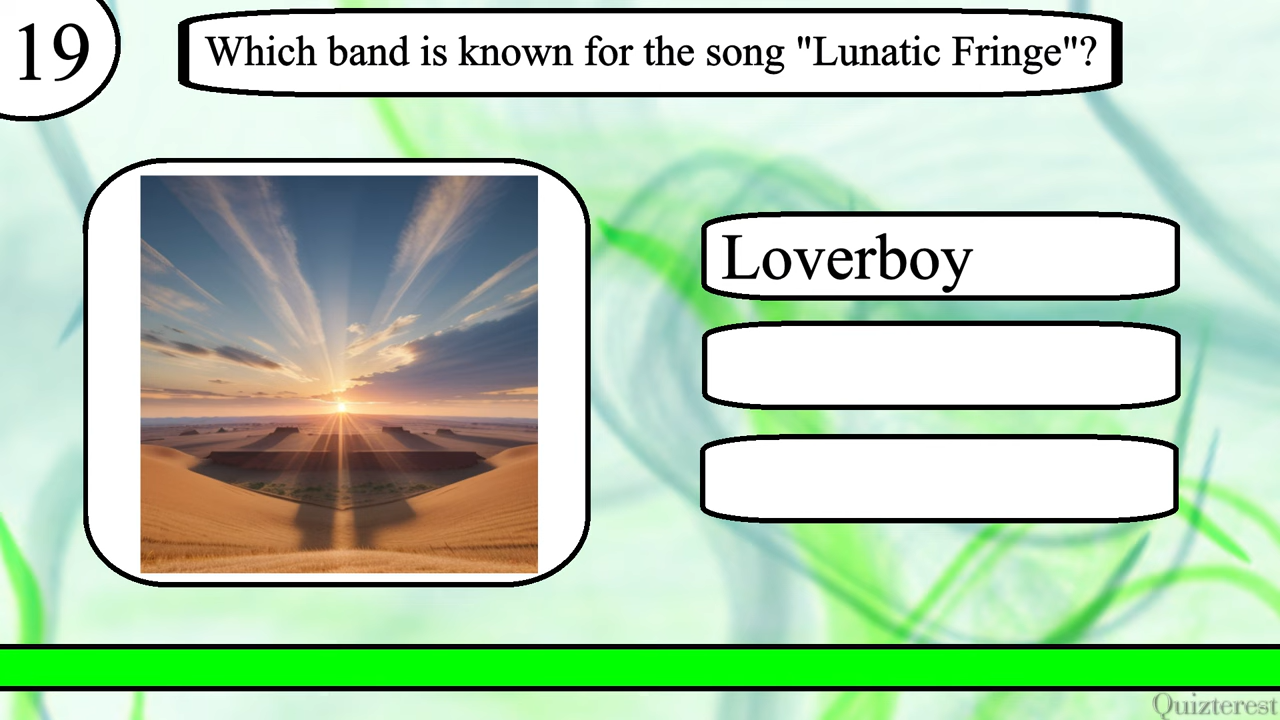 19
Which band is known for the song "Lunatic Fringe"?
Loverboy
Quizterest